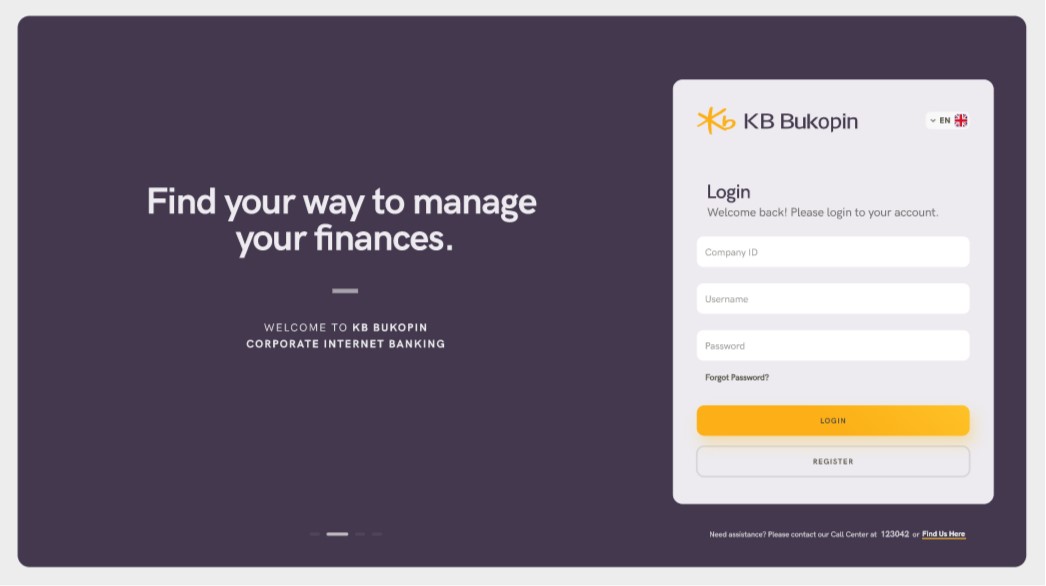 Find your way to manage
your finances.
WELCOME TO KB BUKOPIN
CORPORATE INTERNET BANKING
Kb KB Bukopin
EN
Login
Welcome back! Please login to your account.
Company ID
Username
Password
Forgot Password?
LOGIN
REGISTER
Need assistance? Please contact our Call Center at 123042 or Find Us Here